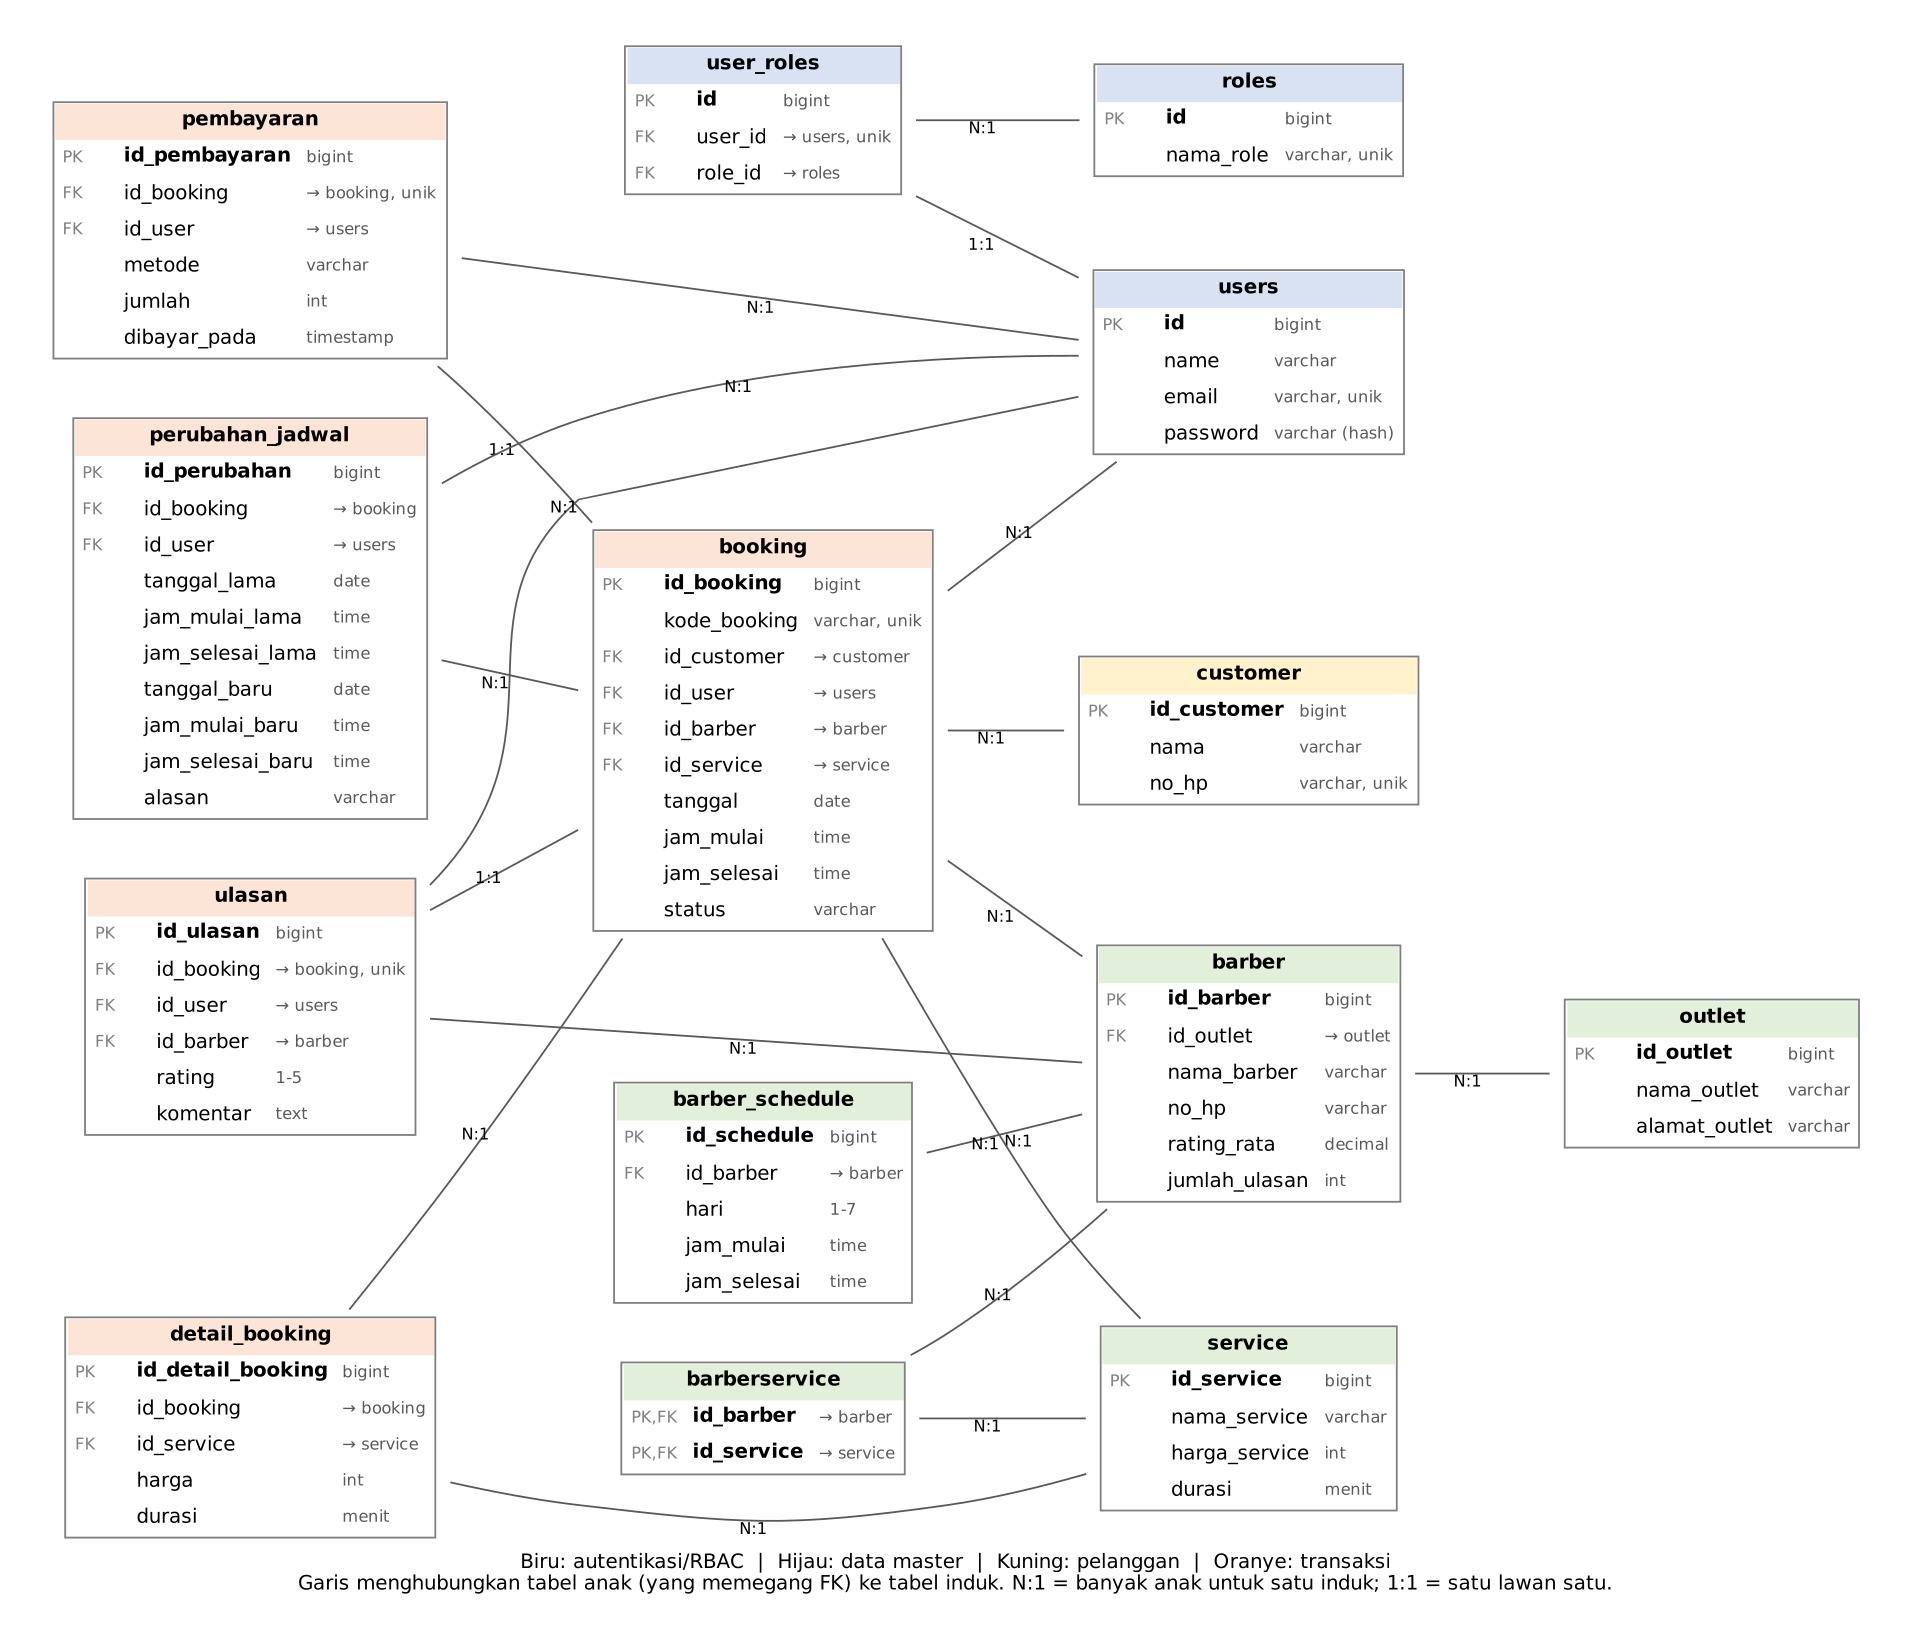 user_roles
PK id bigint
FK user_id → users, unik
FK role_id → roles
roles
PK id bigint
nama_role varchar, unik
pembayaran
PK id_pembayaran bigint
FK id_booking → booking, unik
FK id_user → users
metode varchar
jumlah int
dibayar_pada timestamp
N:1
1:1
users
PK id bigint
name varchar
email varchar, unik
password varchar (hash)
N:1
N:1
1:1
N:1
N:1
perubahan_jadwal
PK id_perubahan bigint
FK id_booking → booking
FK id_user → users
tanggal_lama date
jam_mulai_lama time
jam_selesai_lama time
tanggal_baru date
jam_mulai_baru time
jam_selesai_baru time
alasan varchar
N:1
booking
PK id_booking bigint
kode_booking varchar, unik
FK id_customer → customer
FK id_user → users
FK id_barber → barber
FK id_service → service
tanggal date
jam_mulai time
jam_selesai time
status varchar
N:1
customer
PK id_customer bigint
nama varchar
no_hp varchar, unik
1:1
N:1
ulasan
PK id_ulasan bigint
FK id_booking → booking, unik
FK id_user → users
FK id_barber → barber
rating 1-5
komentar text
N:1
barber
PK id_barber bigint
FK id_outlet → outlet
nama_barber varchar
no_hp varchar
rating_rata decimal
jumlah_ulasan int
N:1
outlet
PK id_outlet bigint
nama_outlet varchar
alamat_outlet varchar
barber_schedule
PK id_schedule bigint
FK id_barber → barber
hari 1-7
jam_mulai time
jam_selesai time
N:1
N:1 N:1
N:1
detail_booking
PK id_detail_booking bigint
FK id_booking → booking
FK id_service → service
harga int
durasi menit
barberservice
PK,FK id_barber → barber
PK,FK id_service → service
N:1
service
PK id_service bigint
nama_service varchar
harga_service int
durasi menit
N:1
Biru: autentikasi/RBAC | Hijau: data master | Kuning: pelanggan | Oranye: transaksi
Garis menghubungkan tabel anak (yang memegang FK) ke tabel induk. N:1 = banyak anak untuk satu induk; 1:1 = satu lawan satu.